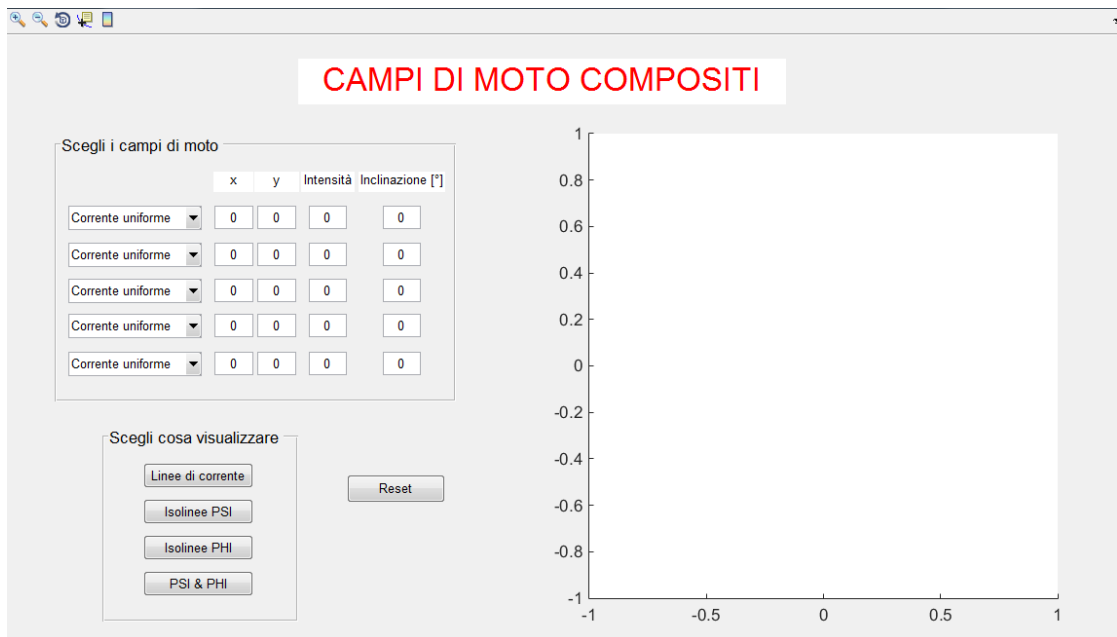 CAMPI DI MOTO COMPOSITI
Scegli i campi di moto
x y Intensità Inclinazione [°]
Corrente uniforme 0 0 0 0
Corrente uniforme 0 0 0 0
Corrente uniforme 0 0 0 0
Corrente uniforme 0 0 0 0
Corrente uniforme 0 0 0 0
Scegli cosa visualizzare
Linee di corrente
Isolinee PSI
Isolinee PHI
PSI & PHI
Reset
1
0.8
0.6
0.4
0.2
0
-0.2
-0.4
-0.6
-0.8
-1
-1 -0.5 0 0.5 1